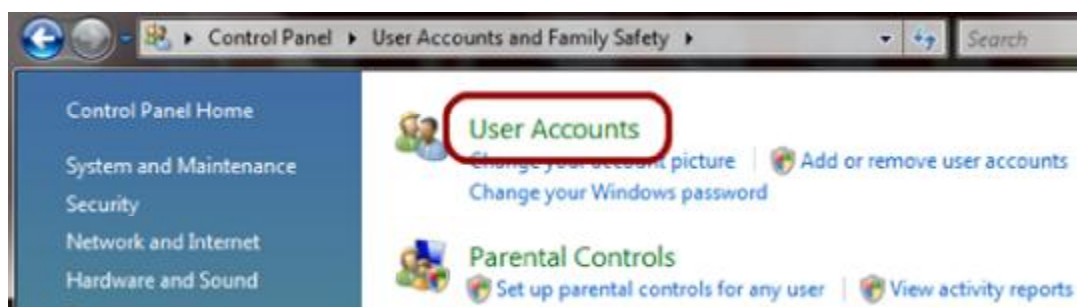 Control Panel User Accounts and Family Safety Search
Control Panel Home
System and Maintenance
Security
Network and Internet
Hardware and Sound
User Accounts
Change your account picture Add or remove user accounts
Change your Windows password
Parental Controls
Set up parental controls for any user View activity reports